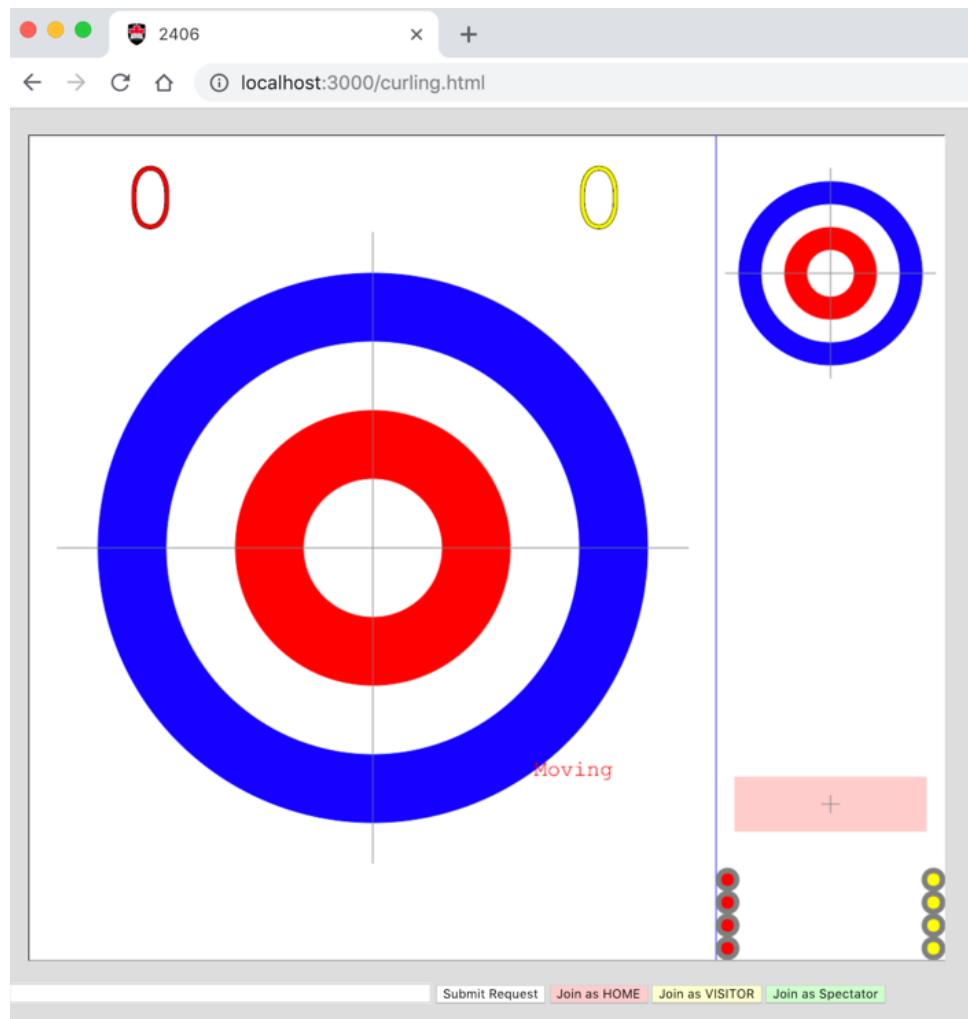 2406
localhost:3000/curling.html
0 0
Moving
Submit Request Join as HOME Join as VISITOR Join as Spectator